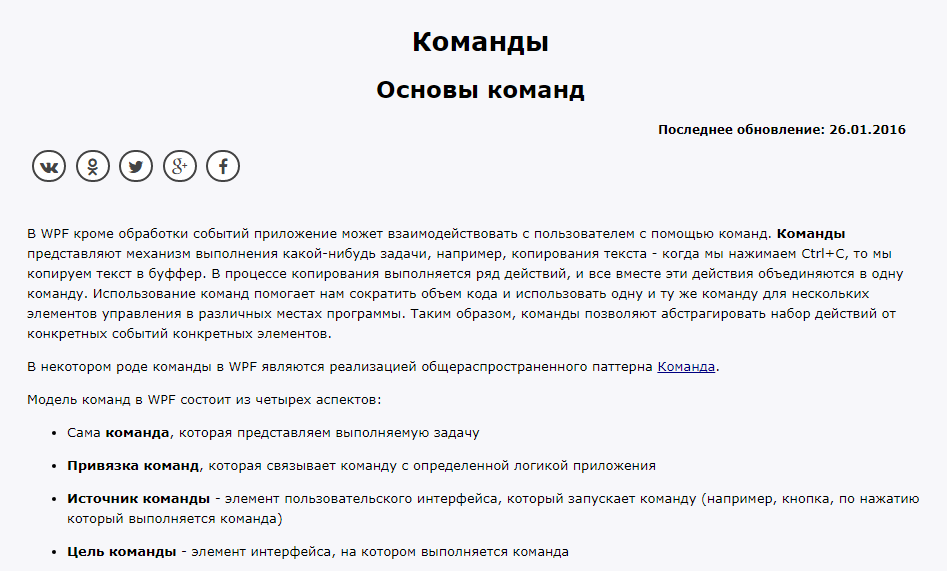 Команды
Основы команд
Последнее обновление: 26.01.2016
В WPF кроме обработки событий приложение может взаимодействовать с пользователем с помощью команд. Команды
представляют механизм выполнения какой-нибудь задачи, например, копирования текста - когда мы нажимаем Ctrl+C, то мы
копируем текст в буффер. В процессе копирования выполняется ряд действий, и все вместе эти действия объединяются в одну
команду. Использование команд помогает нам сократить объем кода и использовать одну и ту же команду для нескольких
элементов управления в различных местах программы. Таким образом, команды позволяют абстрагировать набор действий от
конкретных событий конкретных элементов.
В некотором роде команды в WPF являются реализацией общераспространенного паттерна Команда.
Модель команд в WPF состоит из четырех аспектов:
• Сама команда, которая представляем выполняемую задачу
• Привязка команд, которая связывает команду с определенной логикой приложения
• Источник команды - элемент пользовательского интерфейса, который запускает команду (например, кнопка, по нажатию
который выполняется команда)
• Цель команды - элемент интерфейса, на котором выполняется команда